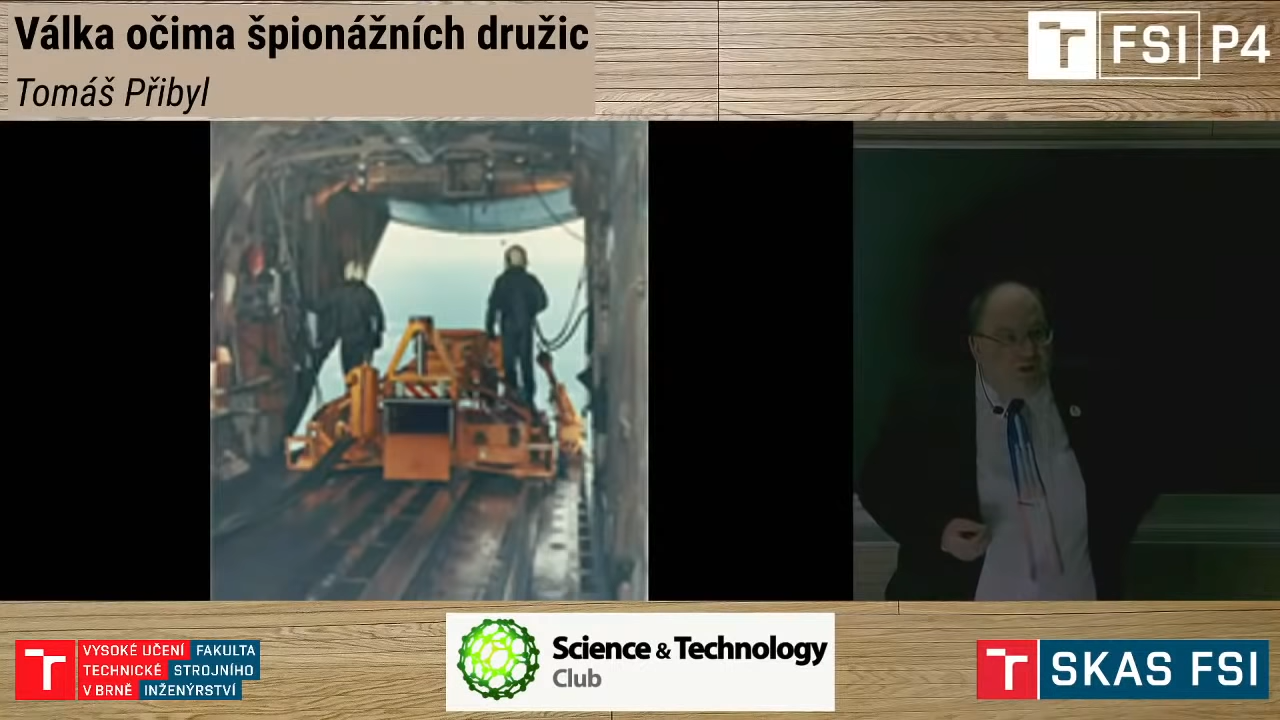 Válka očima špionážních družic
Tomáš Přibyl
T FSI P4
T VYSOKÉ UČENÍ FAKULTA
TECHNICKÉ STROJNÍHO
V BRNĚ INŽENÝRSTVÍ
Science & Technology
Club
T SKAS FSI